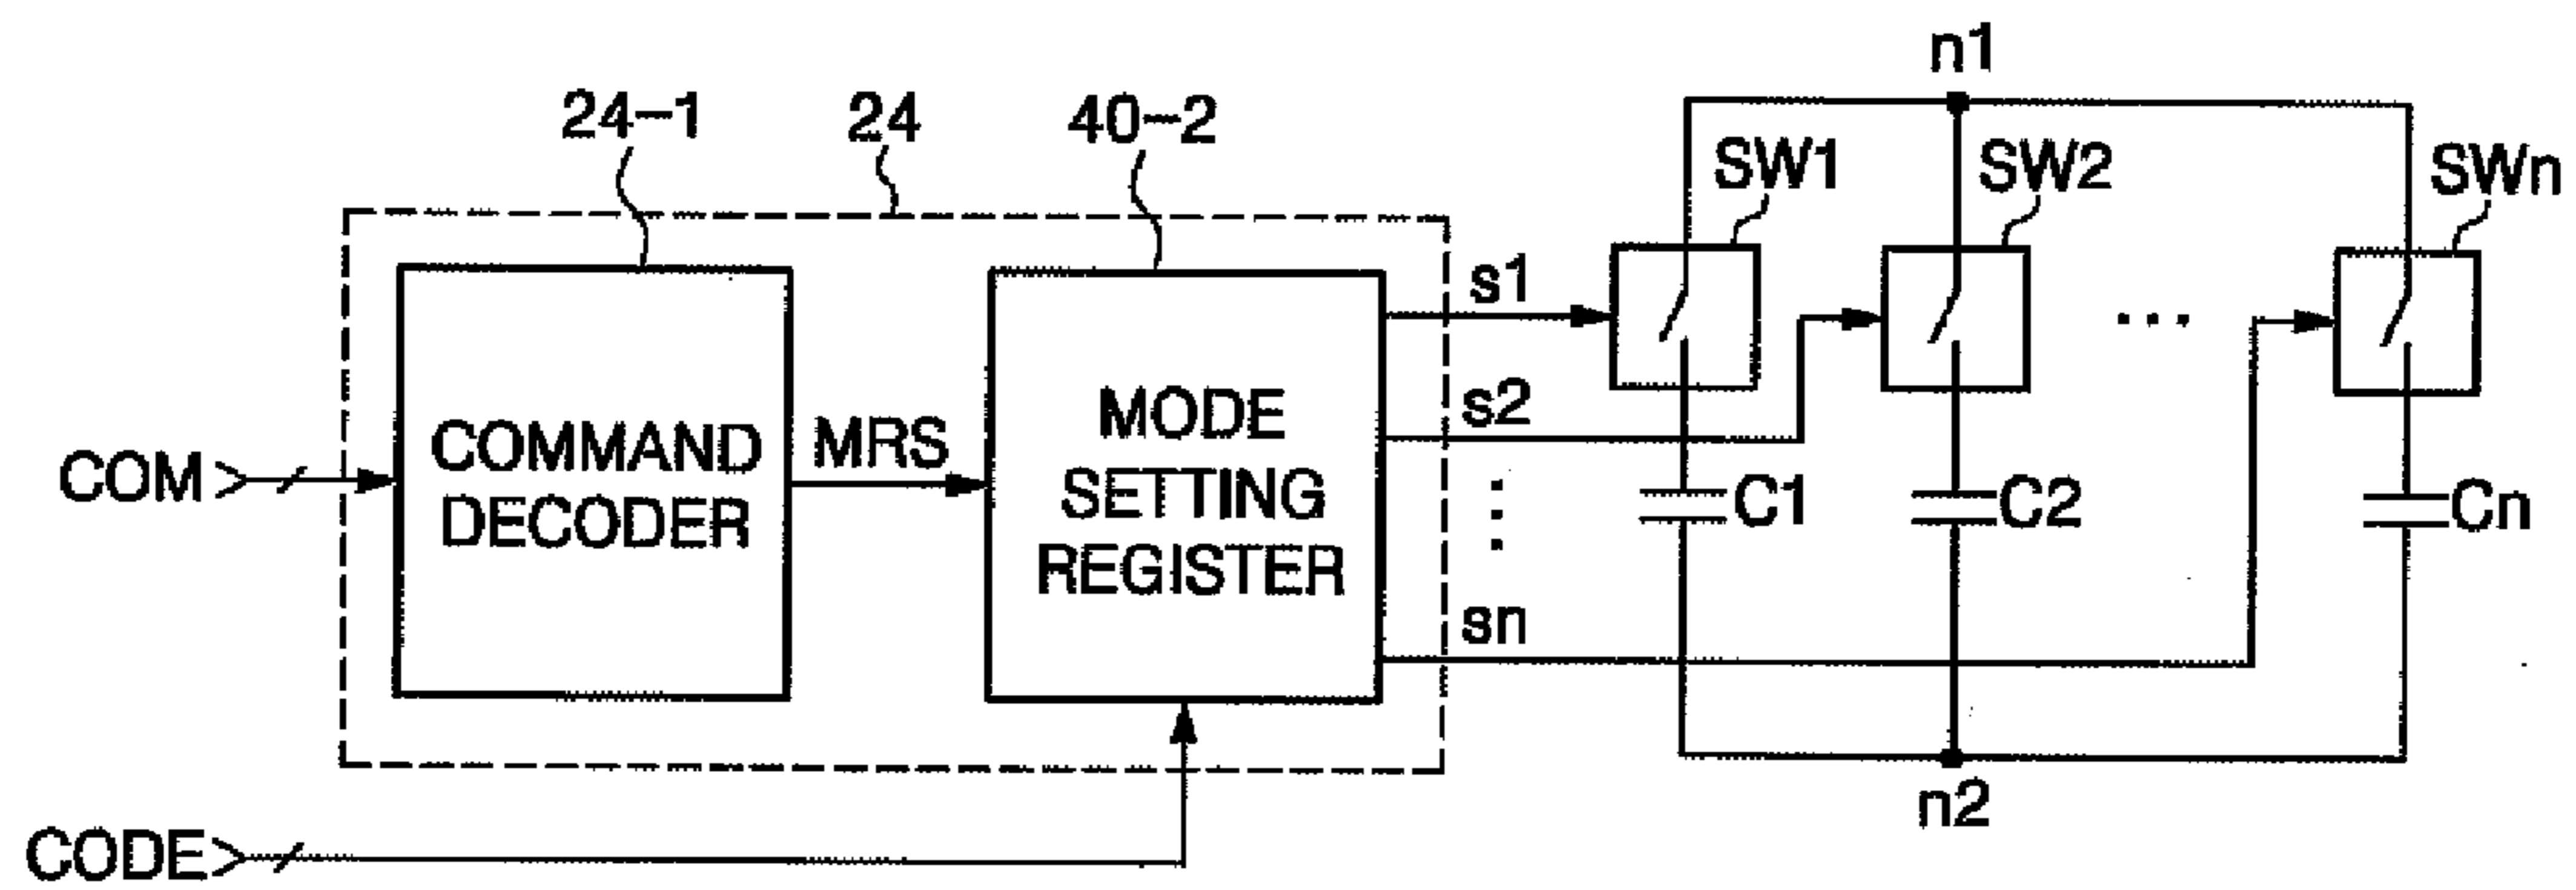 n1
24-1
24
40-2
SW1
SW2
SWn
s1
s2
sn
COM
COMMAND
DECODER
MRS
MODE
SETTING
REGISTER
C1
C2
Cn
...
n2
CODE